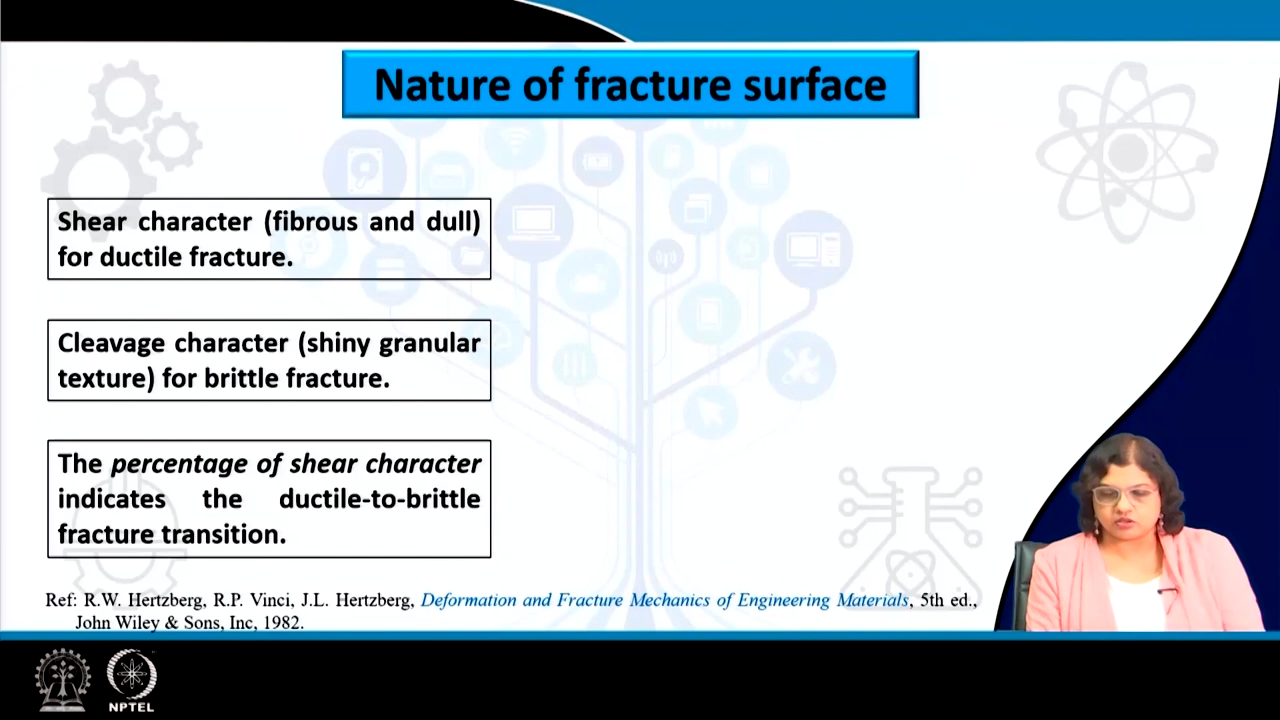 Nature of fracture surface
Shear character (fibrous and dull)
for ductile fracture.
Cleavage character (shiny granular
texture) for brittle fracture.
The percentage of shear character
indicates the ductile-to-brittle
fracture transition.
Ref: R.W. Hertzberg, R.P. Vinci, J.L. Hertzberg, Deformation and Fracture Mechanics of Engineering Materials, 5th ed.,
John Wiley & Sons, Inc, 1982.
NPTEL